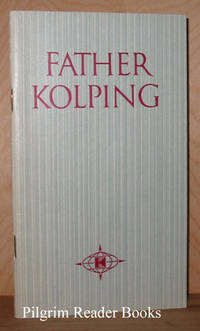 FATHER
KOLPING
Pilgrim Reader Books